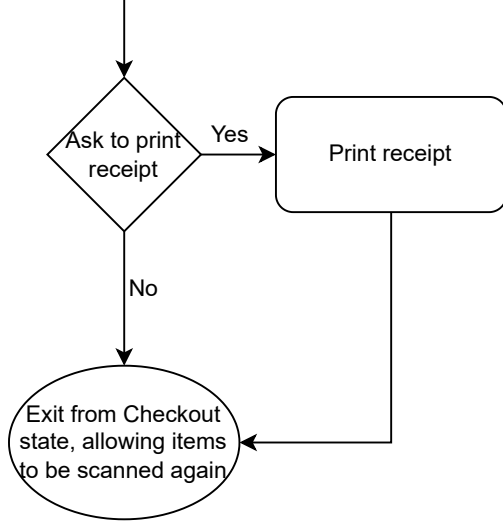 Ask to print
receipt
Yes
Print receipt
No
Exit from Checkout
state, allowing items
to be scanned again